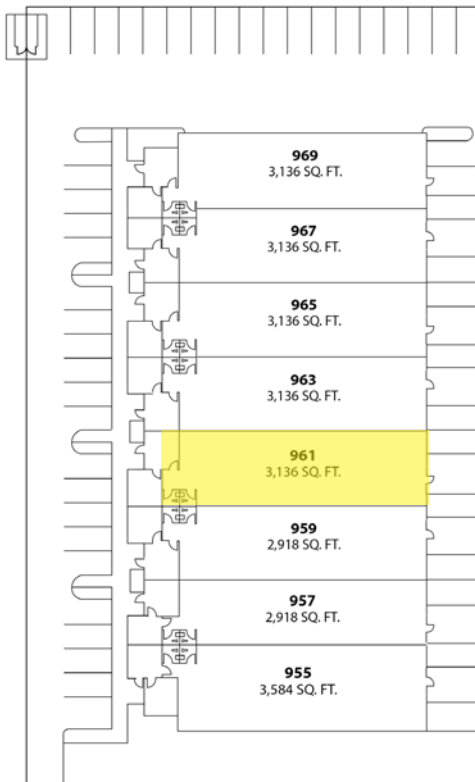 969
3,136 SQ. FT.
967
3,136 SQ. FT.
965
3,136 SQ. FT.
963
3,136 SQ. FT.
961
3,136 SQ. FT.
959
2,918 SQ. FT.
957
2,918 SQ. FT.
955
3,584 SQ. FT.